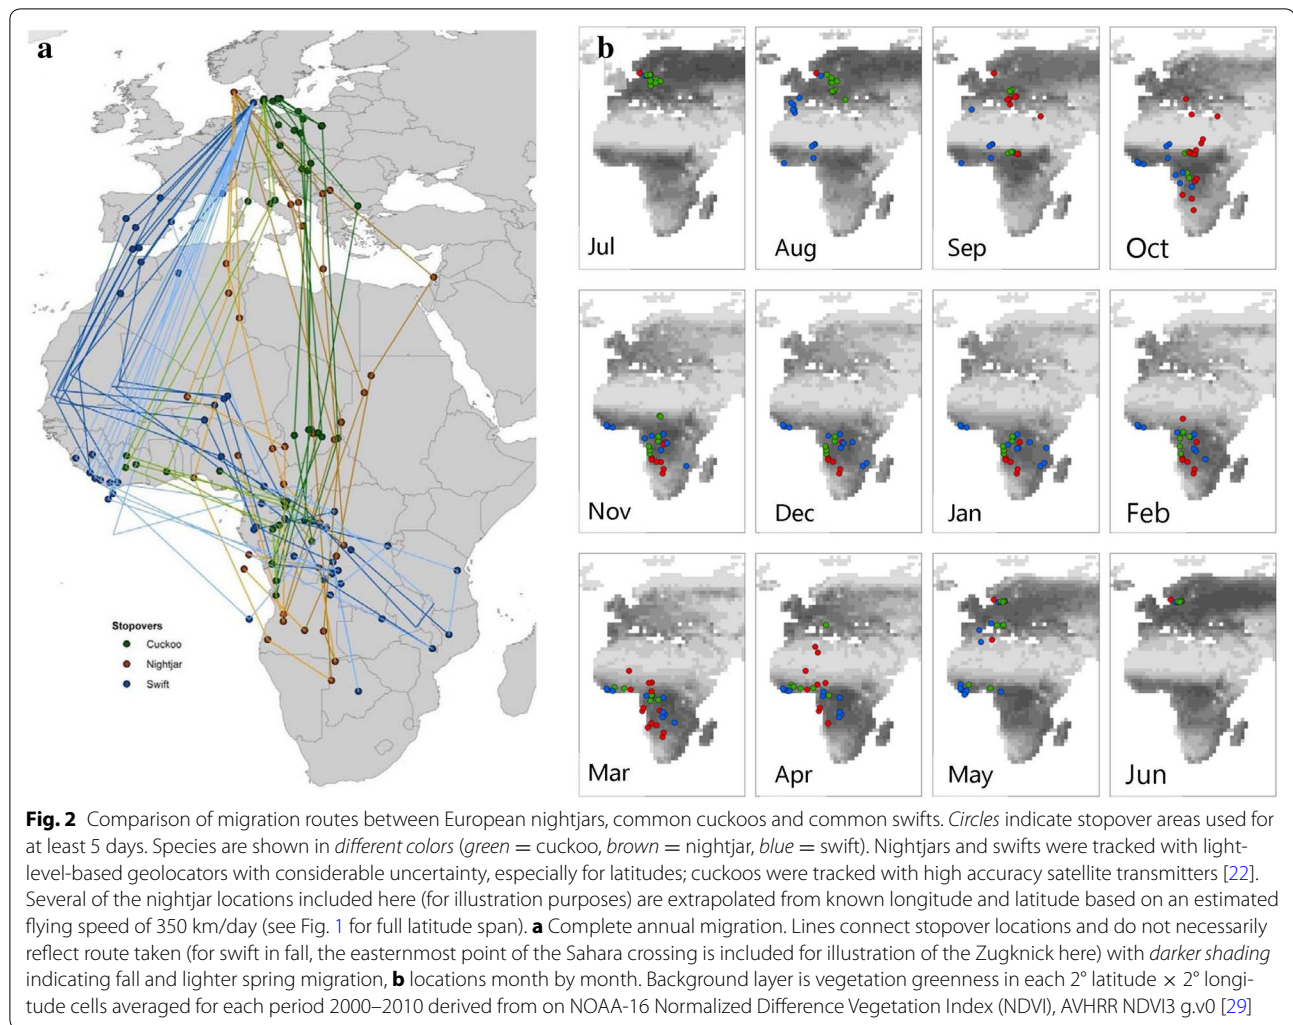 a
b
Jul
Aug
Sep
Oct
Nov
Dec
Jan
Feb
Stopovers
Cuckoo
Nightjar
Swift
Mar
Apr
May
Jun
Fig. 2 Comparison of migration routes between European nightjars, common cuckoos and common swifts. Circles indicate stopover areas used for
at least 5 days. Species are shown in different colors (green = cuckoo, brown = nightjar, blue = swift). Nightjars and swifts were tracked with light-
level-based geolocators with considerable uncertainty, especially for latitudes; cuckoos were tracked with high accuracy satellite transmitters [22].
Several of the nightjar locations included here (for illustration purposes) are extrapolated from known longitude and latitude based on an estimated
flying speed of 350 km/day (see Fig. 1 for full latitude span). a Complete annual migration. Lines connect stopover locations and do not necessarily
reflect route taken (for swift in fall, the easternmost point of the Sahara crossing is included for illustration of the Zugknick here) with darker shading
indicating fall and lighter spring migration, b locations month by month. Background layer is vegetation greenness in each 2° latitude × 2° longi-
tude cells averaged for each period 2000–2010 derived from on NOAA-16 Normalized Difference Vegetation Index (NDVI), AVHRR NDVI3 g.v0 [29]